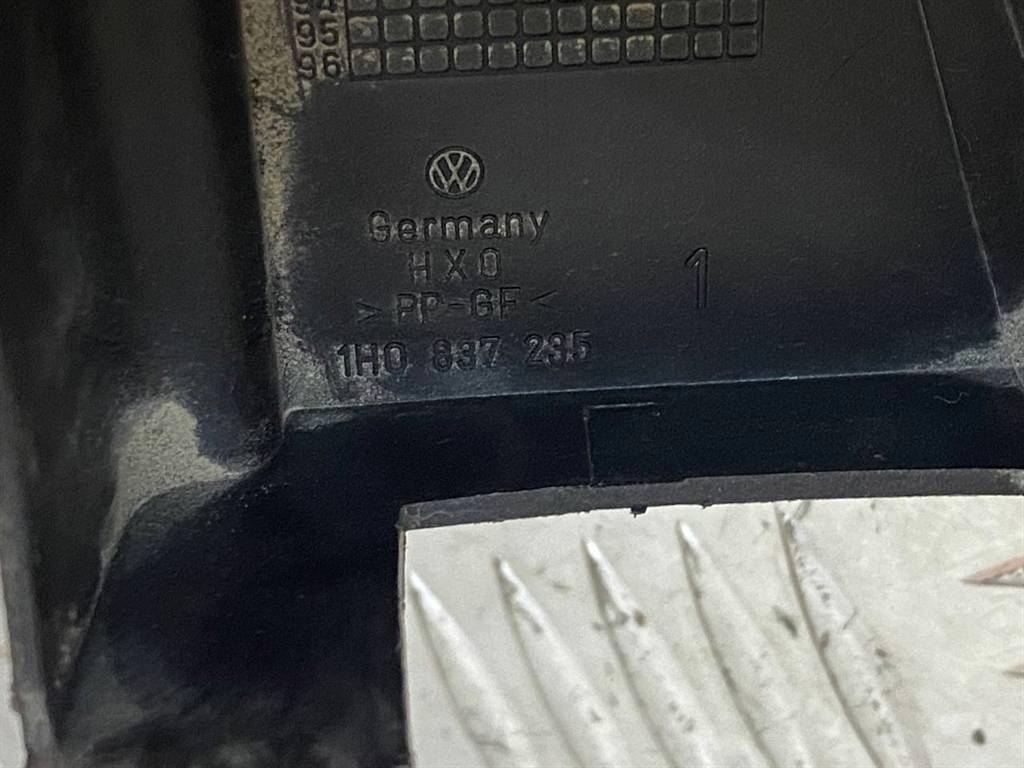 95
96
Germany
HXO
>PP-GF<
1
1H0 837 235